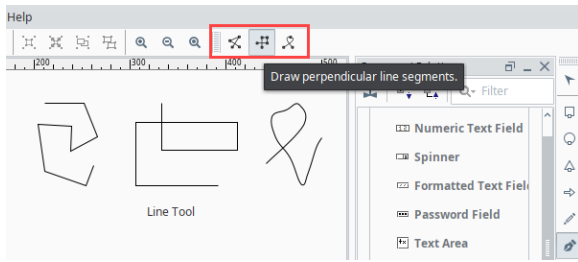 Help
200
300
400
500
Draw perpendicular line segments.
Filter
Numeric Text Field
Spinner
Formatted Text Field
Password Field
Text Area
Line Tool